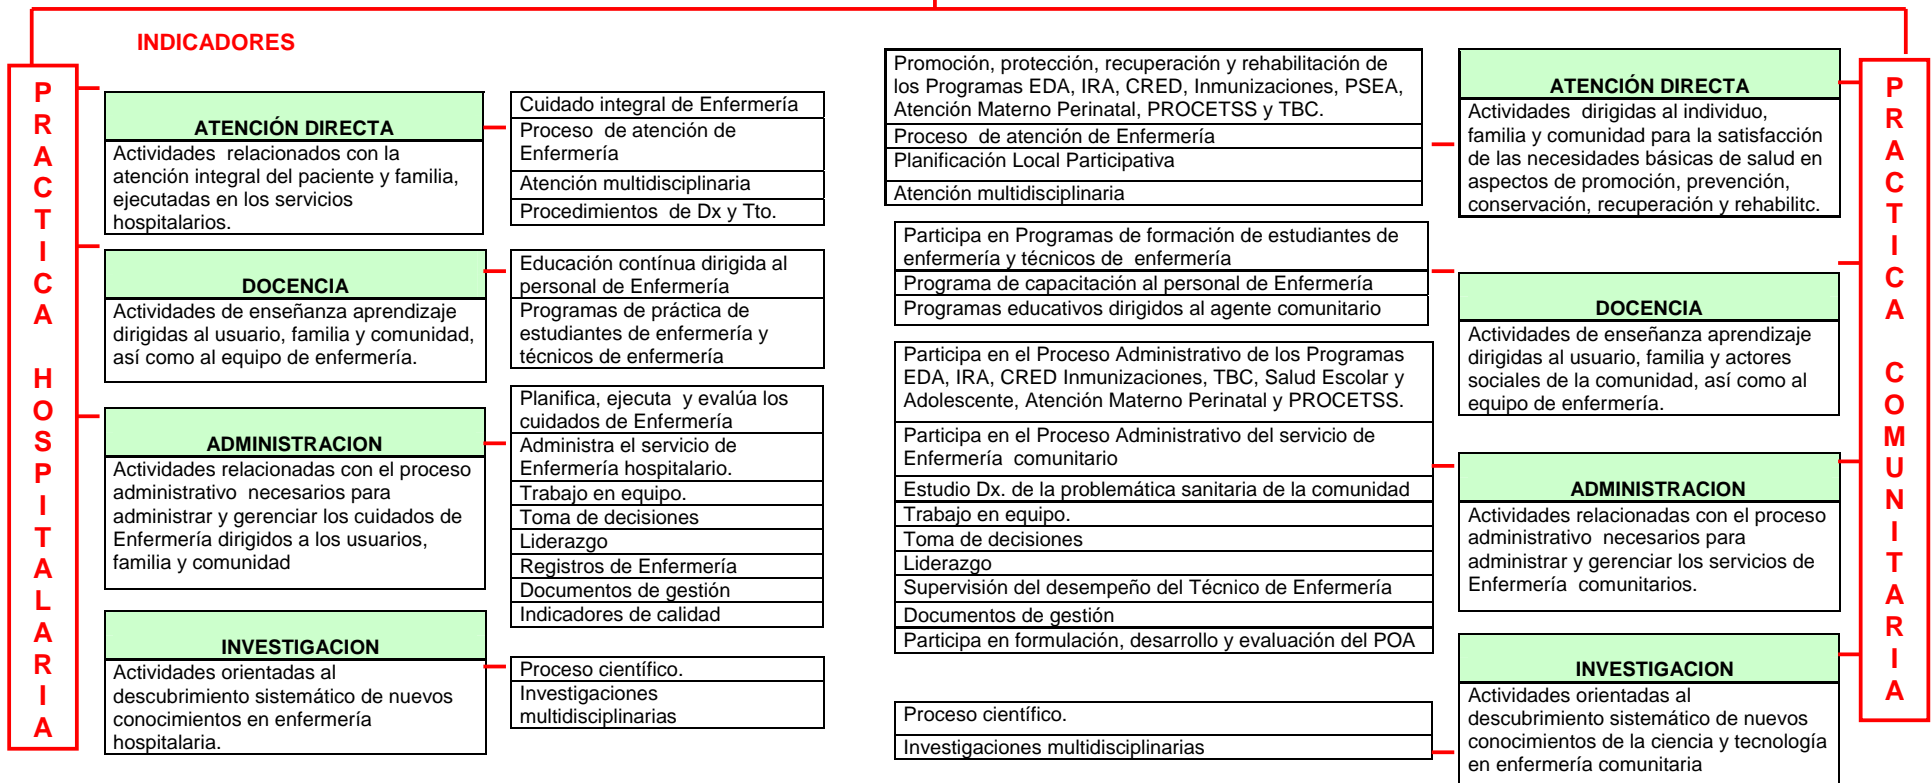 INDICADORES
PRACTICA HOSPITALARIA
ATENCIÓN DIRECTA
Actividades relacionados con la
atención integral del paciente y familia,
ejecutadas en los servicios
hospitalarios.
Cuidado integral de Enfermería
Proceso de atención de
Enfermería
Atención multidisciplinaria
Procedimientos de Dx y Tto.
DOCENCIA
Actividades de enseñanza aprendizaje
dirigidas al usuario, familia y comunidad,
así como al equipo de enfermería.
Educación contínua dirigida al
personal de Enfermería
Programas de práctica de
estudiantes de enfermería y
técnicos de enfermería
ADMINISTRACION
Actividades relacionadas con el proceso
administrativo necesarios para
administrar y gerenciar los cuidados de
Enfermería dirigidos a los usuarios,
familia y comunidad
Planifica, ejecuta y evalúa los
cuidados de Enfermería
Administra el servicio de
Enfermería hospitalario.
Trabajo en equipo.
Toma de decisiones
Liderazgo
Registros de Enfermería
Documentos de gestión
Indicadores de calidad
INVESTIGACION
Actividades orientadas al
descubrimiento sistemático de nuevos
conocimientos en enfermería
hospitalaria.
Proceso científico.
Investigaciones
multidisciplinarias
Promoción, protección, recuperación y rehabilitación de
los Programas EDA, IRA, CRED, Inmunizaciones, PSEA,
Atención Materno Perinatal, PROCETSS y TBC.
Proceso de atención de Enfermería
Planificación Local Participativa
Atención multidisciplinaria
ATENCIÓN DIRECTA
Actividades dirigidas al individuo,
familia y comunidad para la satisfacción
de las necesidades básicas de salud en
aspectos de promoción, prevención,
conservación, recuperación y rehabilitc.
Participa en Programas de formación de estudiantes de
enfermería y técnicos de enfermería
Programa de capacitación al personal de Enfermería
Programas educativos dirigidos al agente comunitario
DOCENCIA
Actividades de enseñanza aprendizaje
dirigidas al usuario, familia y actores
sociales de la comunidad, así como al
equipo de enfermería.
Participa en el Proceso Administrativo de los Programas
EDA, IRA, CRED Inmunizaciones, TBC, Salud Escolar y
Adolescente, Atención Materno Perinatal y PROCETSS.
Participa en el Proceso Administrativo del servicio de
Enfermería comunitario
Estudio Dx. de la problemática sanitaria de la comunidad
Trabajo en equipo.
Toma de decisiones
Liderazgo
Supervisión del desempeño del Técnico de Enfermería
Documentos de gestión
Participa en formulación, desarrollo y evaluación del POA
ADMINISTRACION
Actividades relacionadas con el proceso
administrativo necesarios para
administrar y gerenciar los servicios de
Enfermería comunitarios.
Proceso científico.
Investigaciones multidisciplinarias
INVESTIGACION
Actividades orientadas al
descubrimiento sistemático de nuevos
conocimientos de la ciencia y tecnología
en enfermería comunitaria
PRACTICA COMUNITARIA